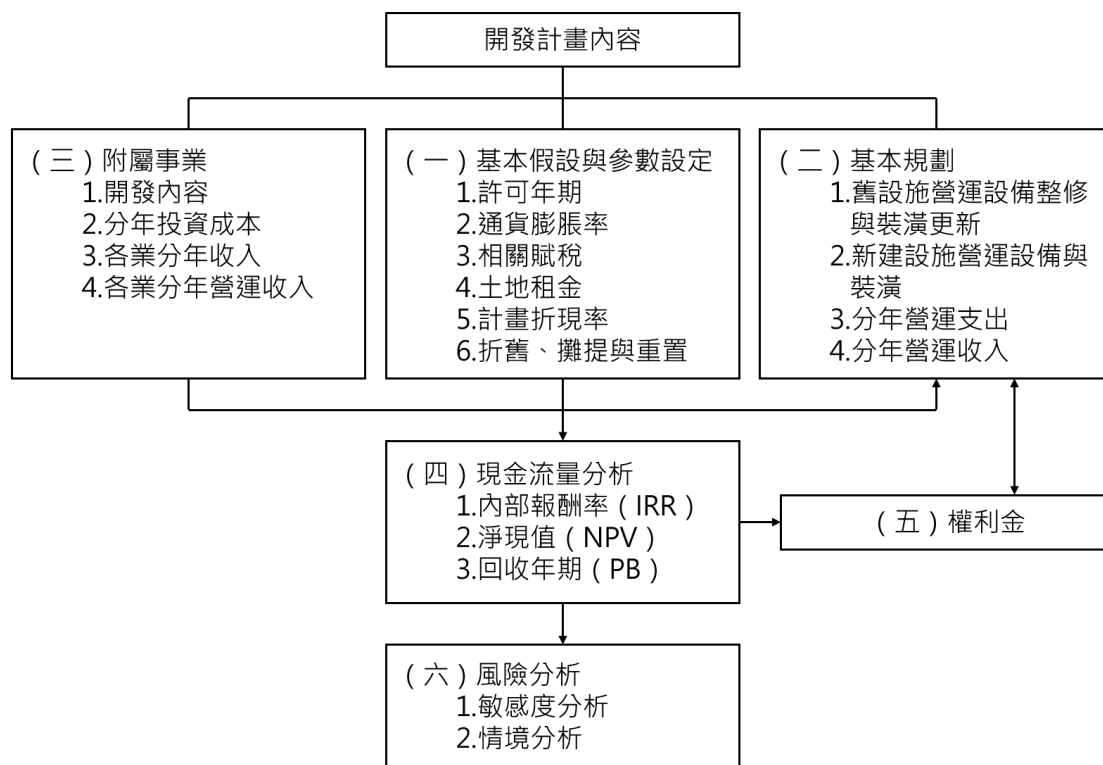 開發計畫內容
（三）附屬事業
1.開發內容
2.分年投資成本
3.各業分年收入
4.各業分年營運收入
（一）基本假設與參數設定
1.許可年期
2.通貨膨脹率
3.相關賦稅
4.土地租金
5.計畫折現率
6.折舊、攤提與重置
（二）基本規劃
1.舊設施營運設備整修
與裝潢更新
2.新建設施營運設備與
裝潢
3.分年營運支出
4.分年營運收入
（四）現金流量分析
1.內部報酬率（IRR）
2.淨現值（NPV）
3.回收年期（PB）
（五）權利金
（六）風險分析
1.敏感度分析
2.情境分析